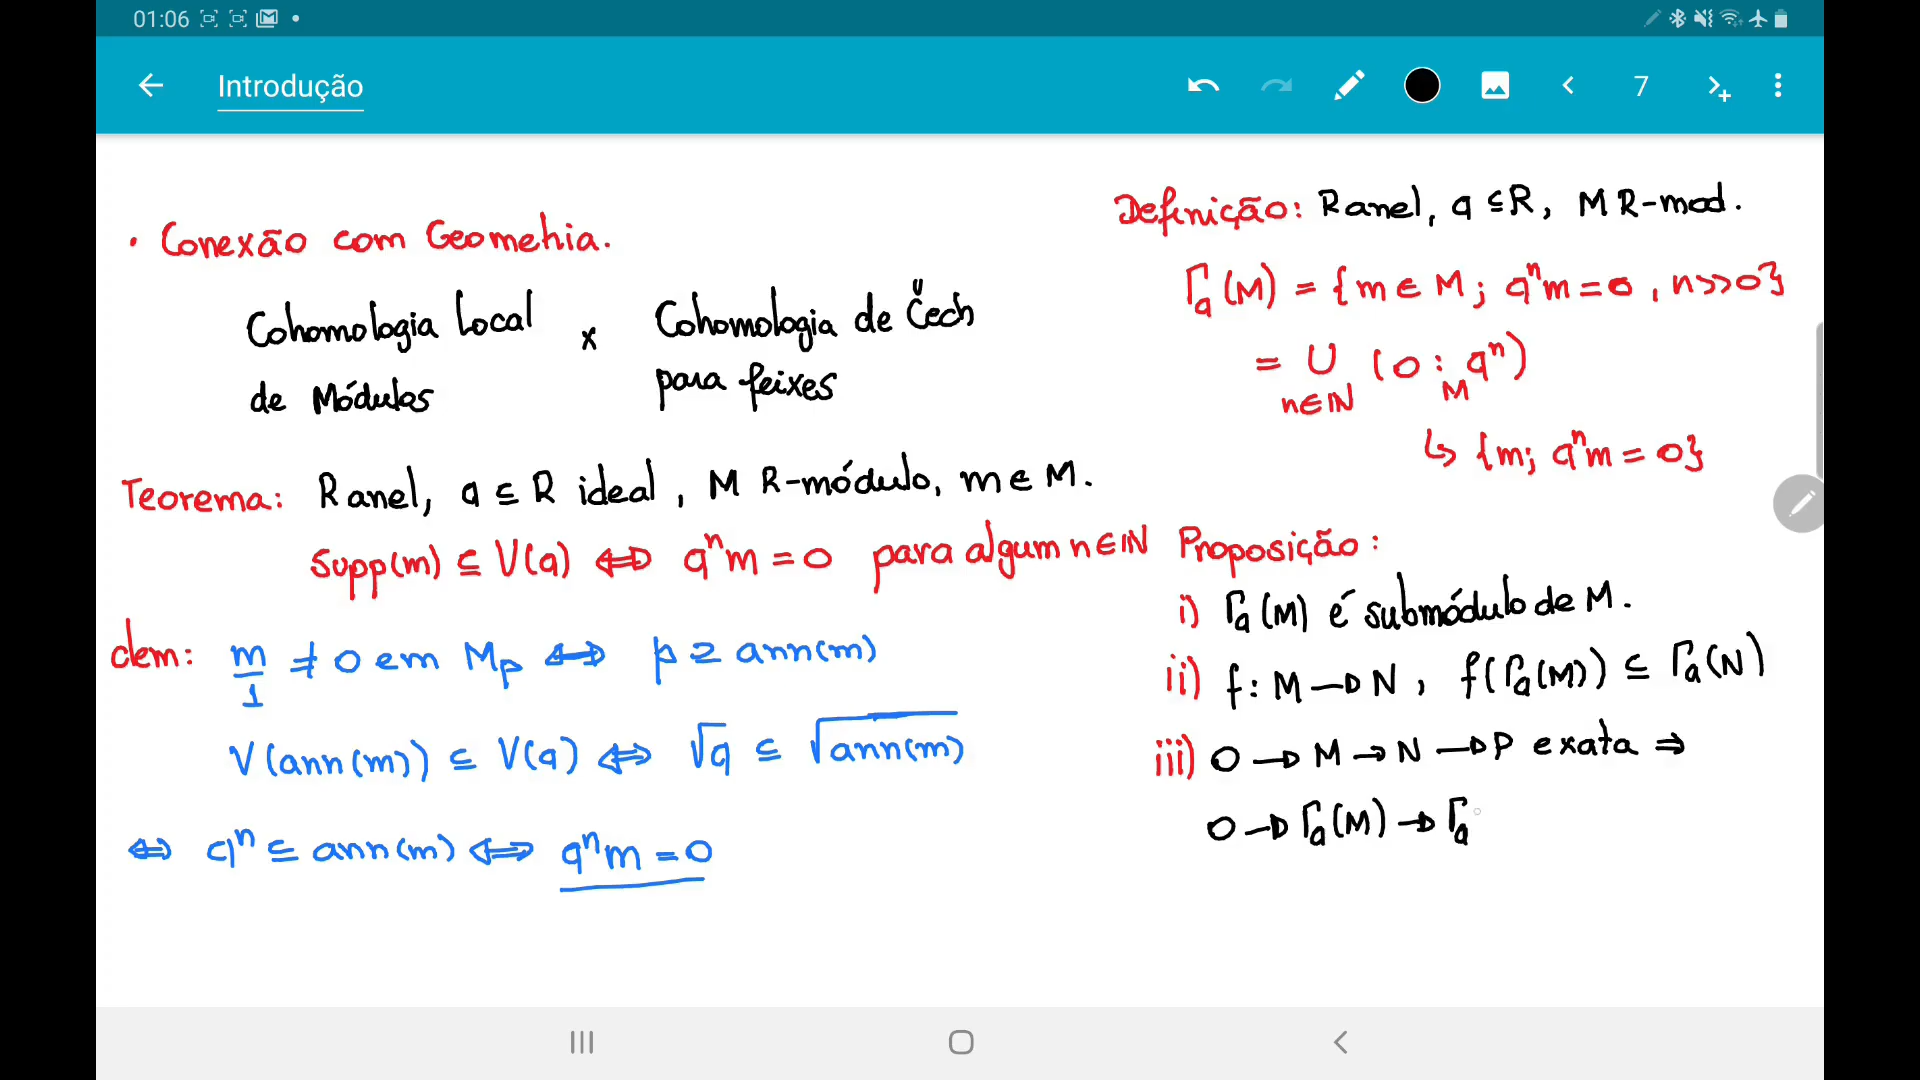 01:06
Introdução
7
• Conexão com Geometria.
Cohomologia Local x Cohomologia de Čech
de Módulos para feixes
Teorema: R anel, a ⊆ R ideal, M R-módulo, m ∈ M.
supp(m) ⊆ V(a) ⇔ aⁿm = 0 para algum n ∈ ℕ
dem: m/1 ≠ 0 em Mₚ ⇔ p ⊇ ann(m)
V(ann(m)) ⊆ V(a) ⇔ √a ⊆ √ann(m)
⇔ aⁿ ⊆ ann(m) ⇔ aⁿm = 0
Definição: R anel, a ⊆ R, M R-mod.
Γₐ(M) = {m ∈ M; aⁿm = 0, n >> 0}
= ∪ n∈ℕ (0 :_M aⁿ)
↳ {m; aⁿm = 0}
Proposição:
i) Γₐ(M) é submódulo de M.
ii) f: M → N, f(Γₐ(M)) ⊆ Γₐ(N)
iii) 0 → M → N → P exata ⇒
0 → Γₐ(M) → Γₐ